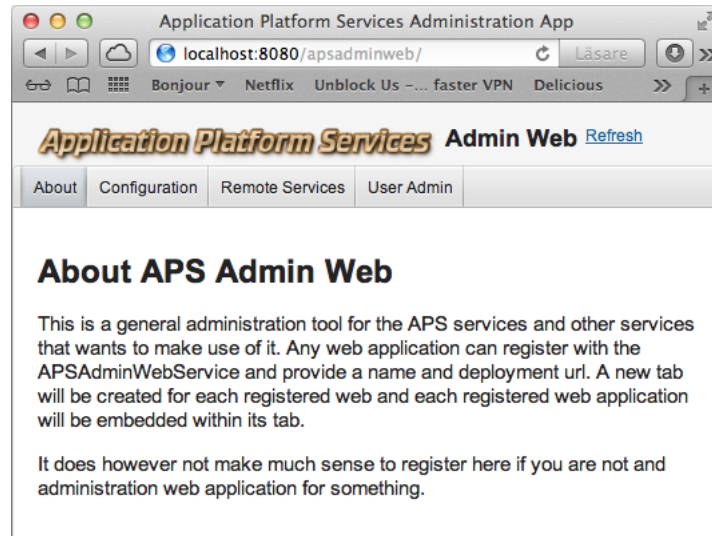 Application Platform Services Administration App
localhost:8080/apsadminweb/ Läsare
Bonjour Netflix Unblock Us –... faster VPN Delicious
Application Platform Services Admin Web Refresh
About Configuration Remote Services User Admin
About APS Admin Web
This is a general administration tool for the APS services and other services
that wants to make use of it. Any web application can register with the
APSAdminWebService and provide a name and deployment url. A new tab
will be created for each registered web and each registered web application
will be embedded within its tab.
It does however not make much sense to register here if you are not and
administration web application for something.